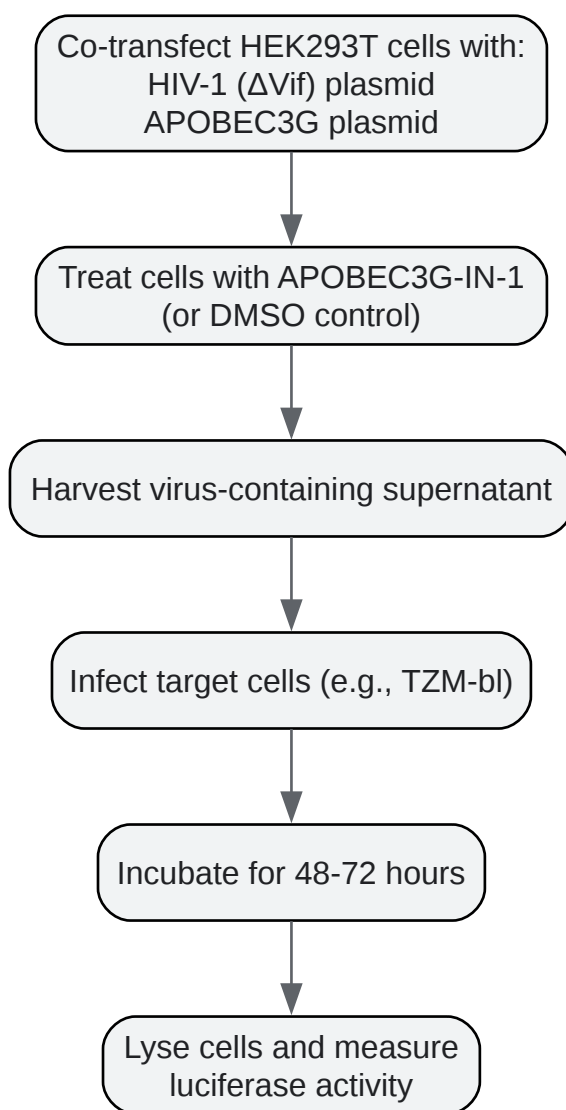 Co-transfect HEK293T cells with:
HIV-1 (ΔVif) plasmid
APOBEC3G plasmid
Treat cells with APOBEC3G-IN-1
(or DMSO control)
Harvest virus-containing supernatant
Infect target cells (e.g., TZM-bl)
Incubate for 48-72 hours
Lyse cells and measure
luciferase activity